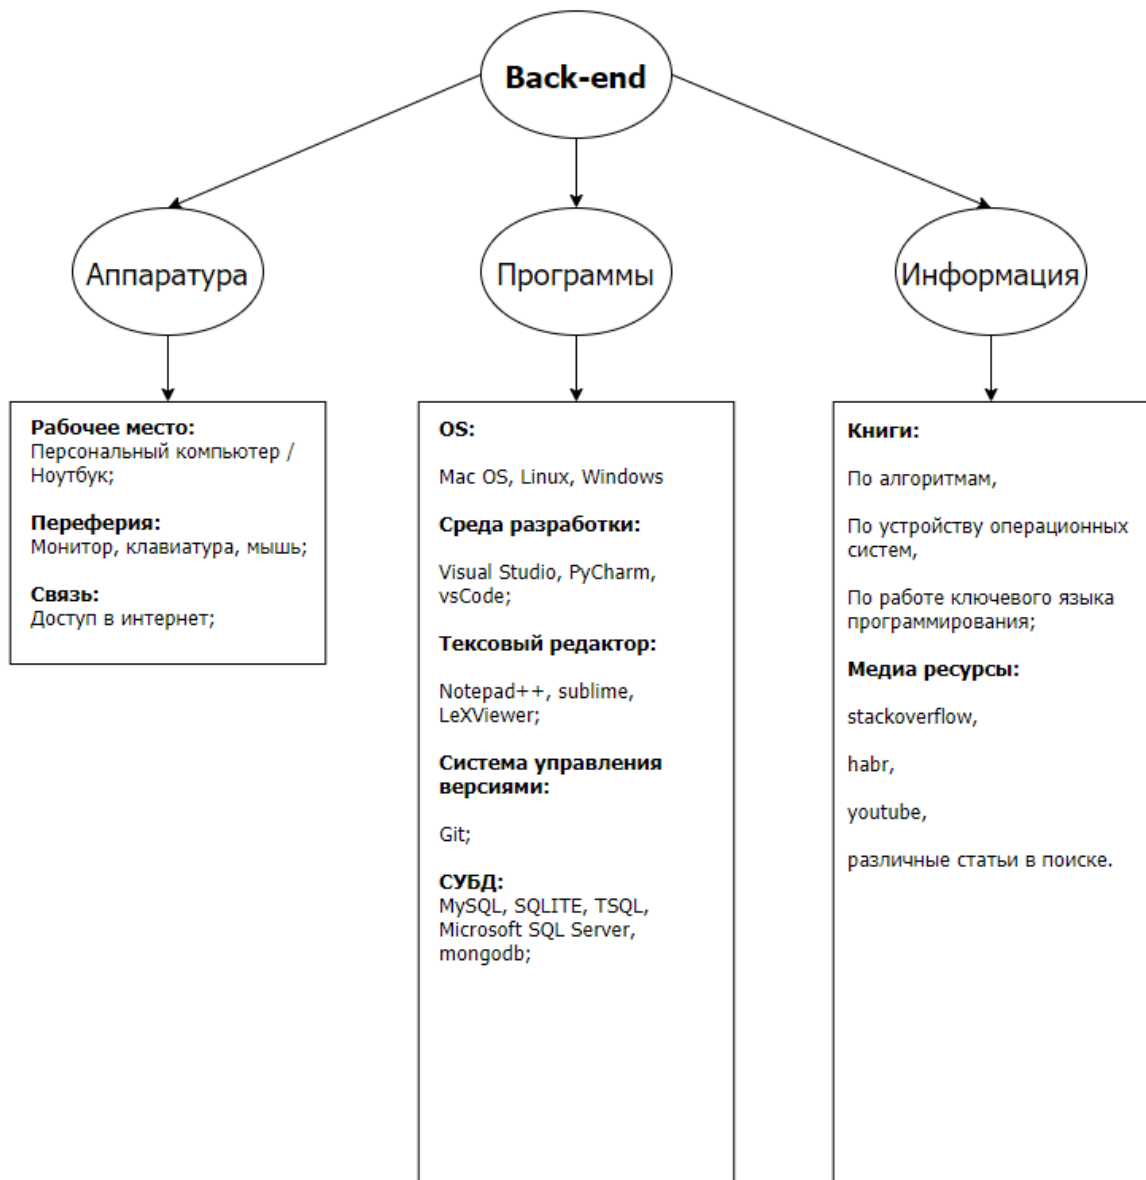 Back-end
Аппаратура
Программы
Информация
Рабочее место:
Персональный компьютер /
Ноутбук;
Переферия:
Монитор, клавиатура, мышь;
Связь:
Доступ в интернет;
OS:
Mac OS, Linux, Windows
Среда разработки:
Visual Studio, PyCharm,
vsCode;
Тексовый редактор:
Notepad++, sublime,
LeXViewer;
Система управления
версиями:
Git;
СУБД:
MySQL, SQLITE, TSQL,
Microsoft SQL Server,
mongodb;
Книги:
По алгоритмам,
По устройству операционных
систем,
По работе ключевого языка
программирования;
Медиа ресурсы:
stackoverflow,
habr,
youtube,
различные статьи в поиске.